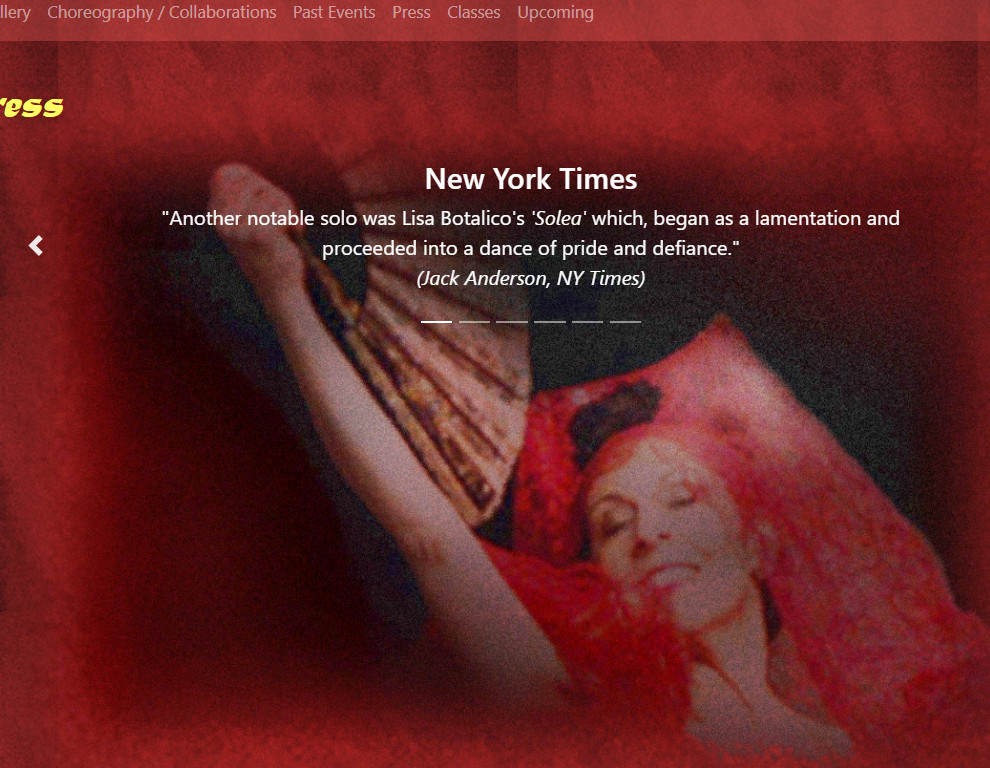 llery Choreography / Collaborations Past Events Press Classes Upcoming
ress
New York Times
"Another notable solo was Lisa Botalico's 'Solea' which, began as a lamentation and
proceeded into a dance of pride and defiance."
(Jack Anderson, NY Times)